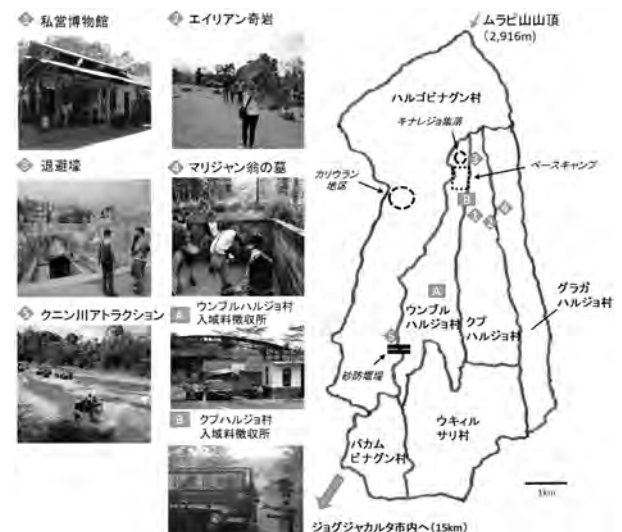 私営博物館
エイリアン奇岩
退避壕
④ マリジャン翁の墓
クニン川アトラクション
A ウンブルハルジョ村
入域料徴収所
B クプハルジョ村
入域料徴収所
ムラピ山山頂
(2,916m)
ハルゴビナグン村
キナレジョ集落
カリウラン
地区
ベースキャンプ
B
A
ウンブル
ハルジョ村
クプ
ハルジョ村
グラガ
ハルジョ村
砂防堰堤
ウキィル
サリ村
パカム
ビナグン村
1km
ジョグジャカルタ市内へ(15km)